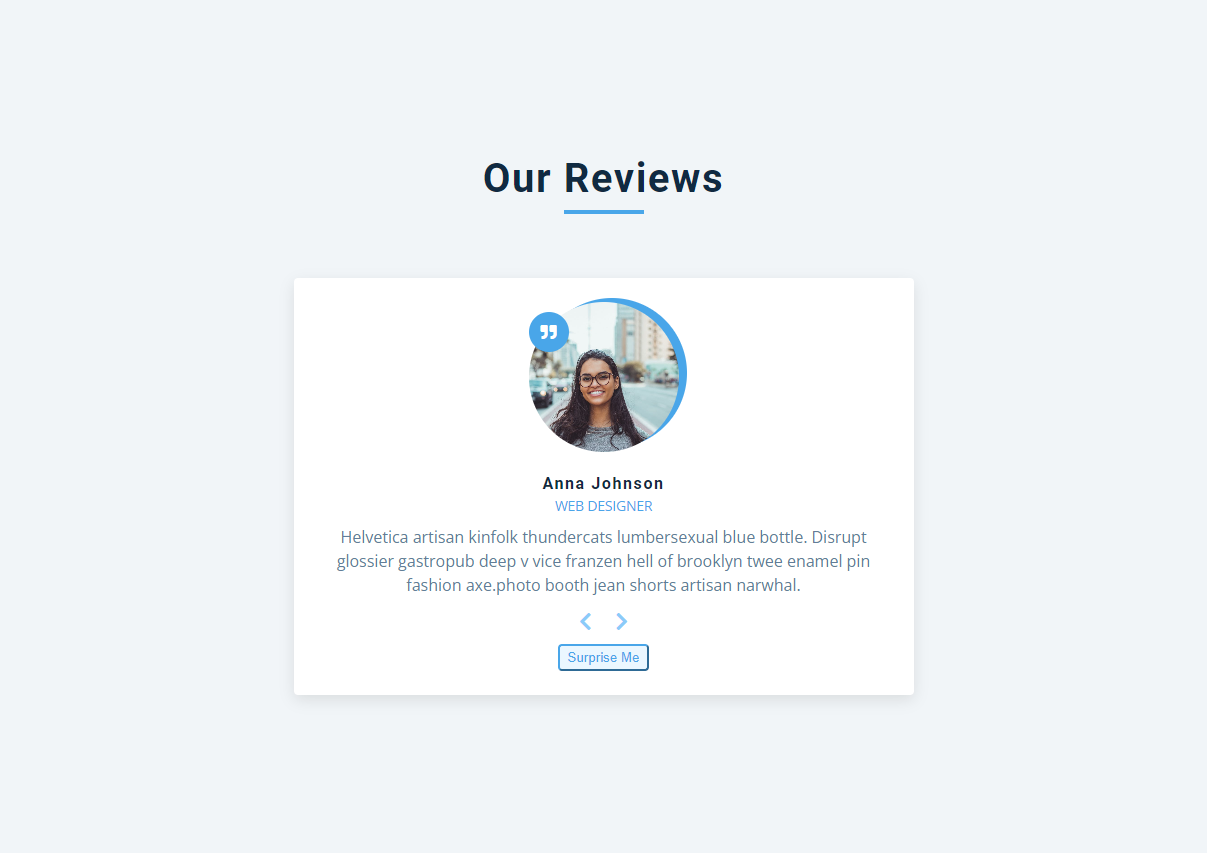 Our Reviews
Anna Johnson
WEB DESIGNER
Helvetica artisan kinfolk thundercats lumbersexual blue bottle. Disrupt
glossier gastropub deep v vice franzen hell of brooklyn twee enamel pin
fashion axe.photo booth jean shorts artisan narwhal.
Surprise Me